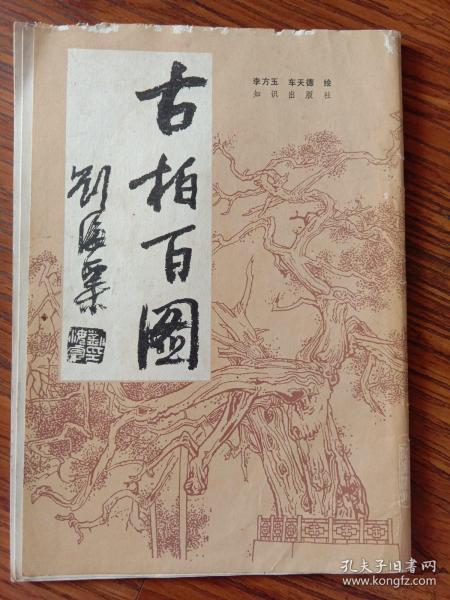 古柏百图
刘海粟
李方玉 车天德 绘
知识出版社
孔夫子旧书网
www.kongfz.com